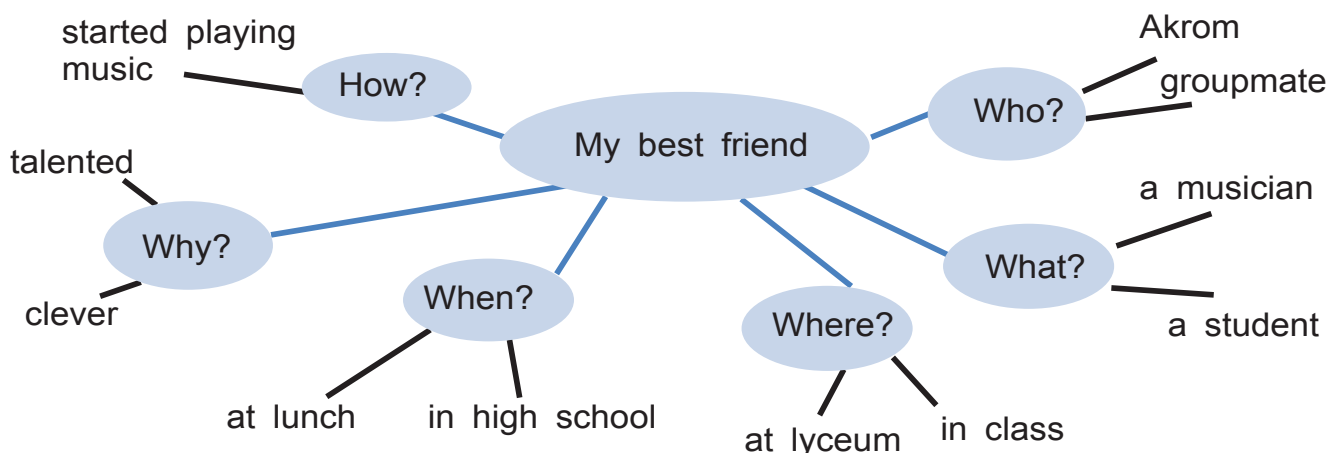 started playing
music
How?
My best friend
Who?
Akrom
groupmate
talented
Why?
clever
When?
at lunch
in high school
Where?
at lyceum
in class
What?
a musician
a student